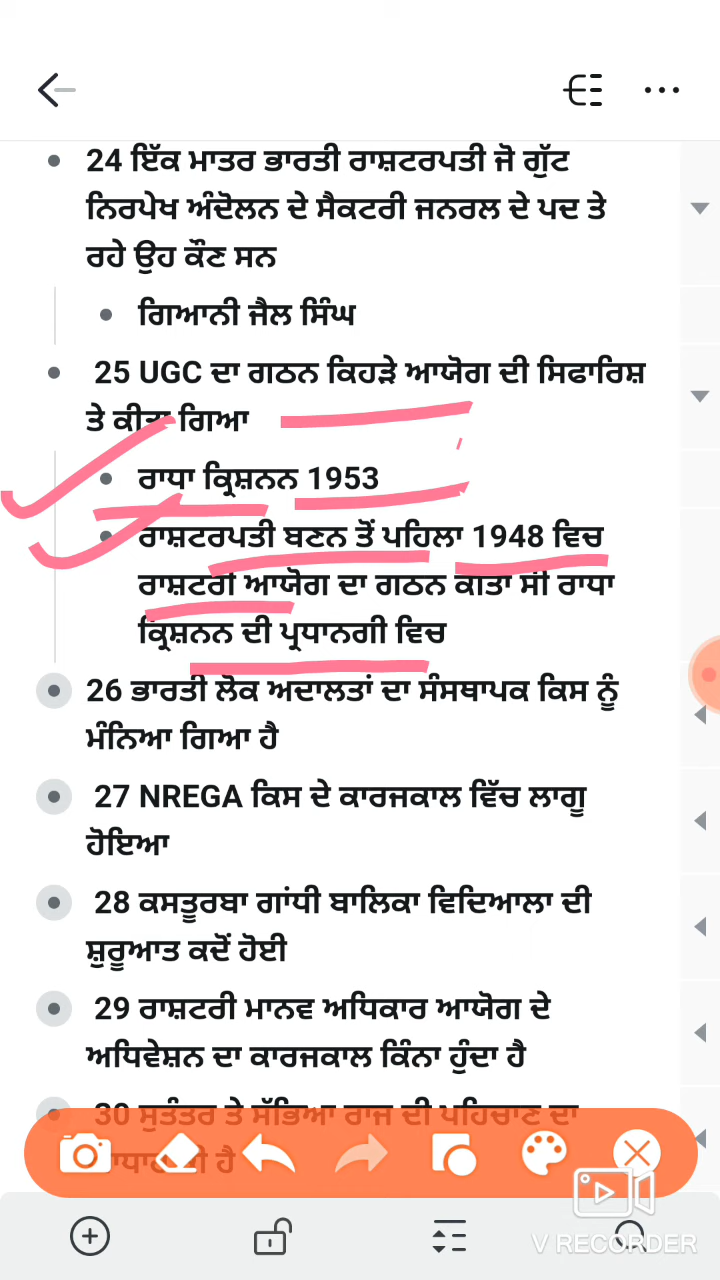 24 ਇੱਕ ਮਾਤਰ ਭਾਰਤੀ ਰਾਸ਼ਟਰਪਤੀ ਜੋ ਗੁੱਟ
ਨਿਰਪੇਖ ਅੰਦੋਲਨ ਦੇ ਸੈਕਟਰੀ ਜਨਰਲ ਦੇ ਪਦ ਤੇ
ਰਹੇ ਉਹ ਕੌਣ ਸਨ
ਗਿਆਨੀ ਜੈਲ ਸਿੰਘ
25 UGC ਦਾ ਗਠਨ ਕਿਹੜੇ ਆਯੋਗ ਦੀ ਸਿਫਾਰਿਸ਼
ਤੇ ਕੀਤਾ ਗਿਆ
ਰਾਧਾ ਕ੍ਰਿਸ਼ਨਨ 1953
ਰਾਸ਼ਟਰਪਤੀ ਬਣਨ ਤੋਂ ਪਹਿਲਾ 1948 ਵਿਚ
ਰਾਸ਼ਟਰੀ ਆਯੋਗ ਦਾ ਗਠਨ ਕੀਤਾ ਸੀ ਰਾਧਾ
ਕ੍ਰਿਸ਼ਨਨ ਦੀ ਪ੍ਰਧਾਨਗੀ ਵਿਚ
26 ਭਾਰਤੀ ਲੋਕ ਅਦਾਲਤਾਂ ਦਾ ਸੰਸਥਾਪਕ ਕਿਸ ਨੂੰ
ਮੰਨਿਆ ਗਿਆ ਹੈ
27 NREGA ਕਿਸ ਦੇ ਕਾਰਜਕਾਲ ਵਿੱਚ ਲਾਗੂ
ਹੋਇਆ
28 ਕਸਤੂਰਬਾ ਗਾਂਧੀ ਬਾਲਿਕਾ ਵਿਦਿਆਲਾ ਦੀ
ਸ਼ੁਰੂਆਤ ਕਦੋਂ ਹੋਈ
29 ਰਾਸ਼ਟਰੀ ਮਾਨਵ ਅਧਿਕਾਰ ਆਯੋਗ ਦੇ
ਅਧਿਵੇਸ਼ਨ ਦਾ ਕਾਰਜਕਾਲ ਕਿੰਨਾ ਹੁੰਦਾ ਹੈ
30 ਸੁਤੰਤਰ ਤੇ ਸੱਭਿਆ ਰਾਜ ਦੀ ਪਹਿਚਾਣ ਦਾ
ਹੈ
V RECORDER